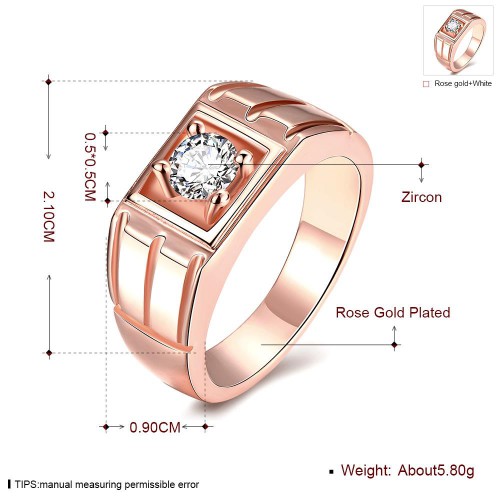 Rose gold+White
0.5*0.5CM
2.10CM
Zircon
Rose Gold Plated
0.90CM
Weight: About5.80g
TIPS:manual measuring permissible error